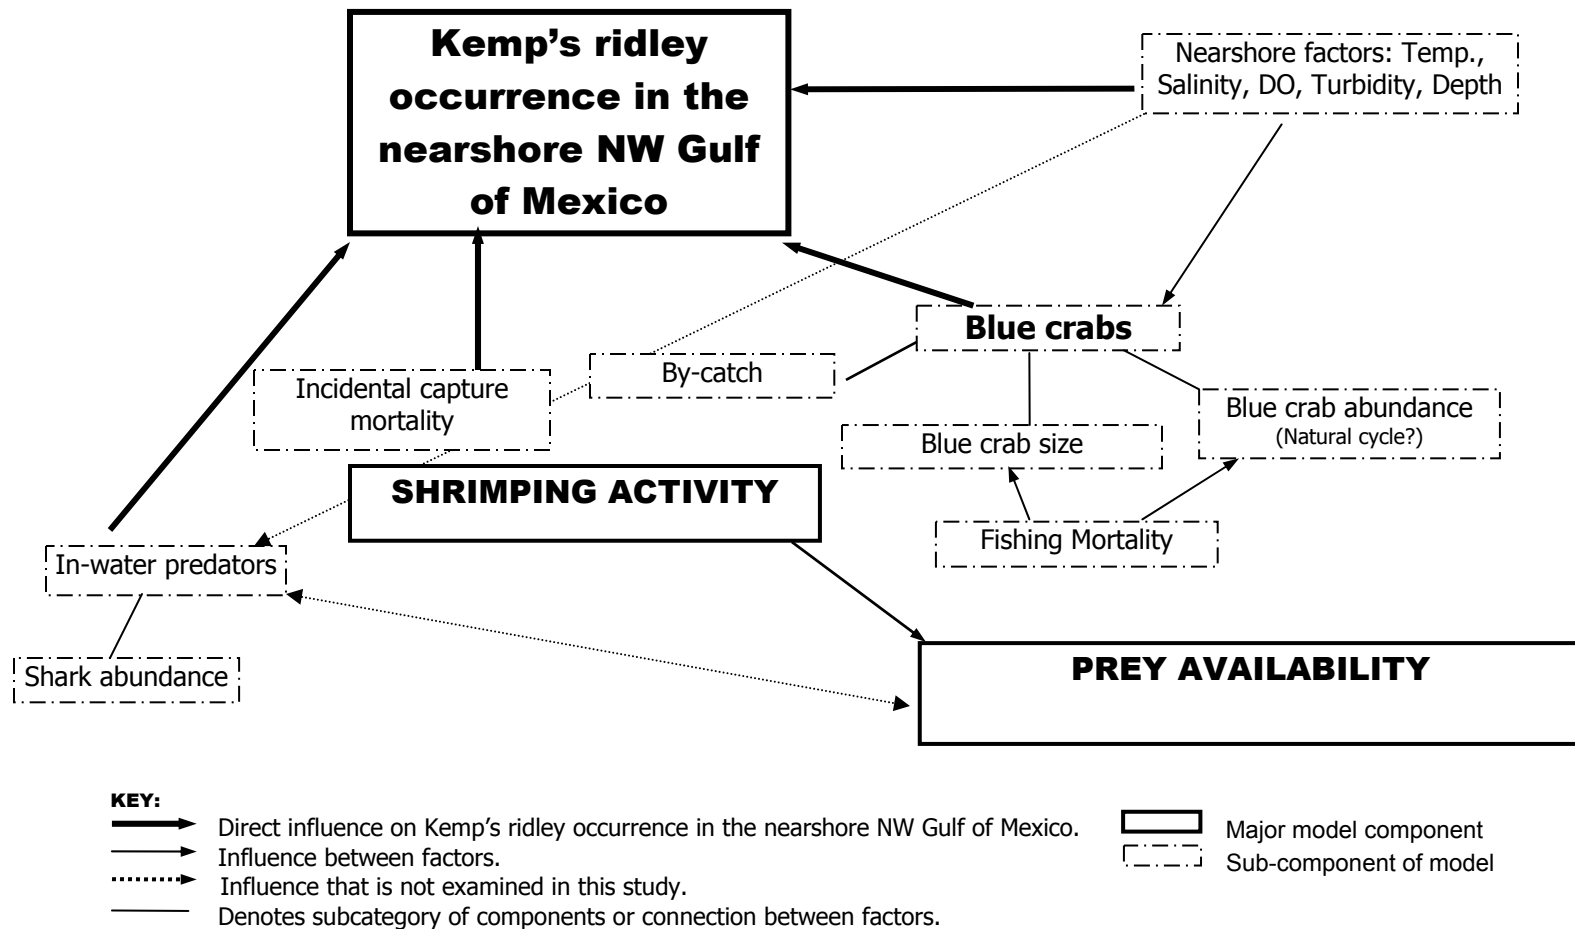 Kemp’s ridley
occurrence in the
nearshore NW Gulf
of Mexico
Nearshore factors: Temp.,
Salinity, DO, Turbidity, Depth
Blue crabs
By-catch
Incidental capture
mortality
Blue crab abundance
(Natural cycle?)
Blue crab size
SHRIMPING ACTIVITY
Fishing Mortality
In-water predators
Shark abundance
PREY AVAILABILITY
KEY:
Direct influence on Kemp’s ridley occurrence in the nearshore NW Gulf of Mexico.
Influence between factors.
Influence that is not examined in this study.
Denotes subcategory of components or connection between factors.
Major model component
Sub-component of model